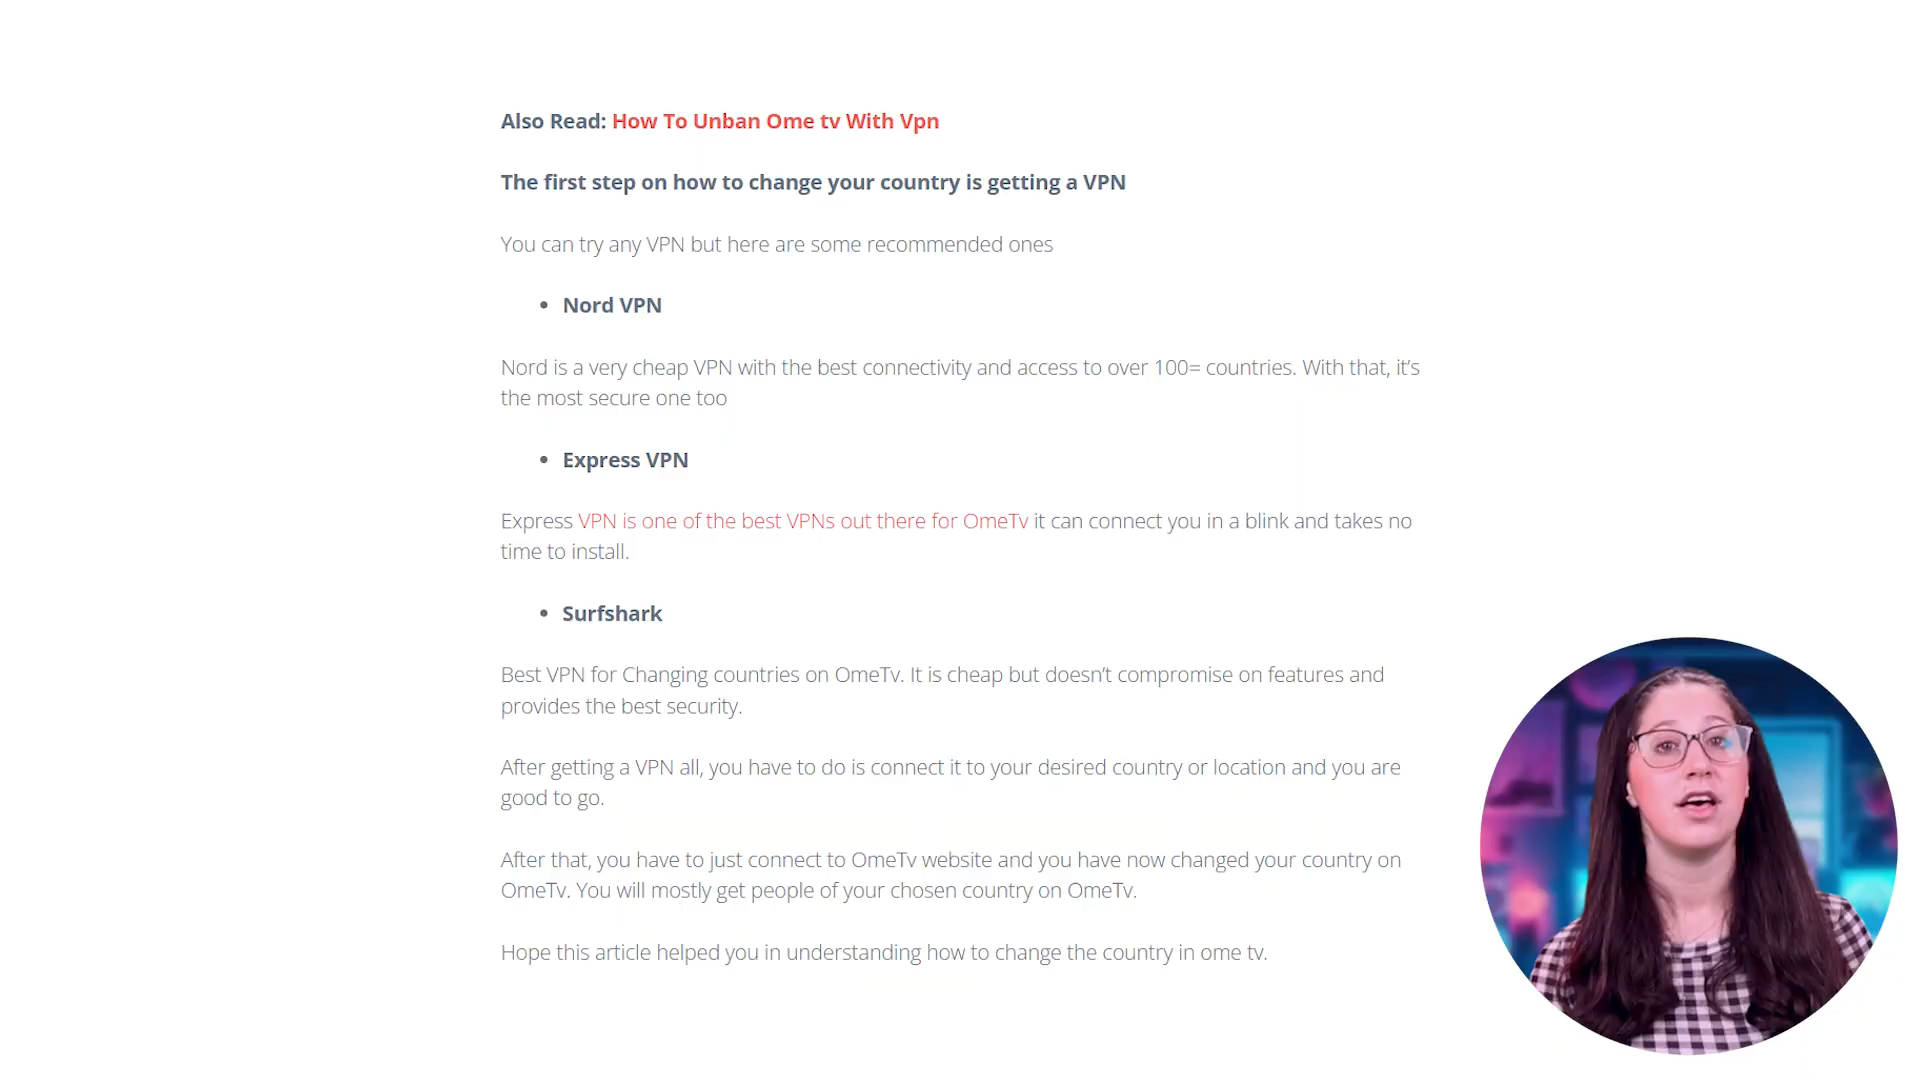 Also Read: How To Unban Ome tv With Vpn
The first step on how to change your country is getting a VPN
You can try any VPN but here are some recommended ones
• Nord VPN
Nord is a very cheap VPN with the best connectivity and access to over 100= countries. With that, it’s
the most secure one too
• Express VPN
Express VPN is one of the best VPNs out there for OmeTv it can connect you in a blink and takes no
time to install.
• Surfshark
Best VPN for Changing countries on OmeTv. It is cheap but doesn’t compromise on features and
provides the best security.
After getting a VPN all, you have to do is connect it to your desired country or location and you are
good to go.
After that, you have to just connect to OmeTv website and you have now changed your country on
OmeTv. You will mostly get people of your chosen country on OmeTv.
Hope this article helped you in understanding how to change the country in ome tv.